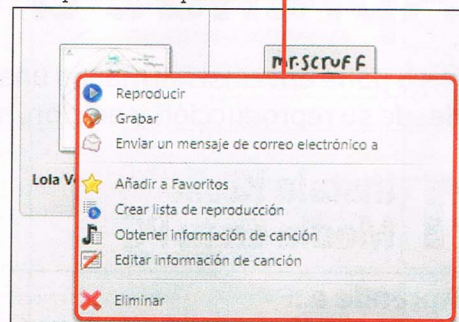 mr.scruff
Reproducir
Grabar
Enviar un mensaje de correo electrónico a
Lola
Añadir a Favoritos
Crear lista de reproducción
Obtener información de canción
Editar información de canción
Eliminar